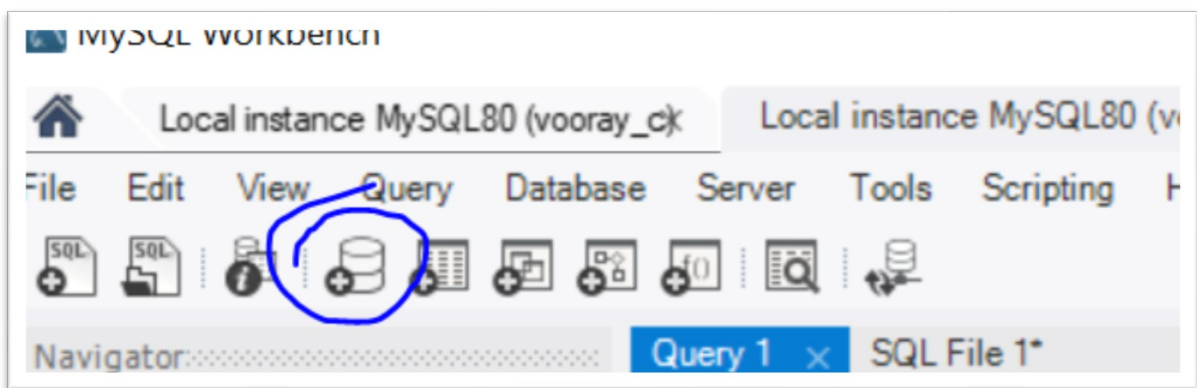 MySQL Workbench
Local instance MySQL80 (vooray_c× Local instance MySQL80 (v
File Edit View Query Database Server Tools Scripting H
SQL SQL
Navigator Query 1 × SQL File 1*